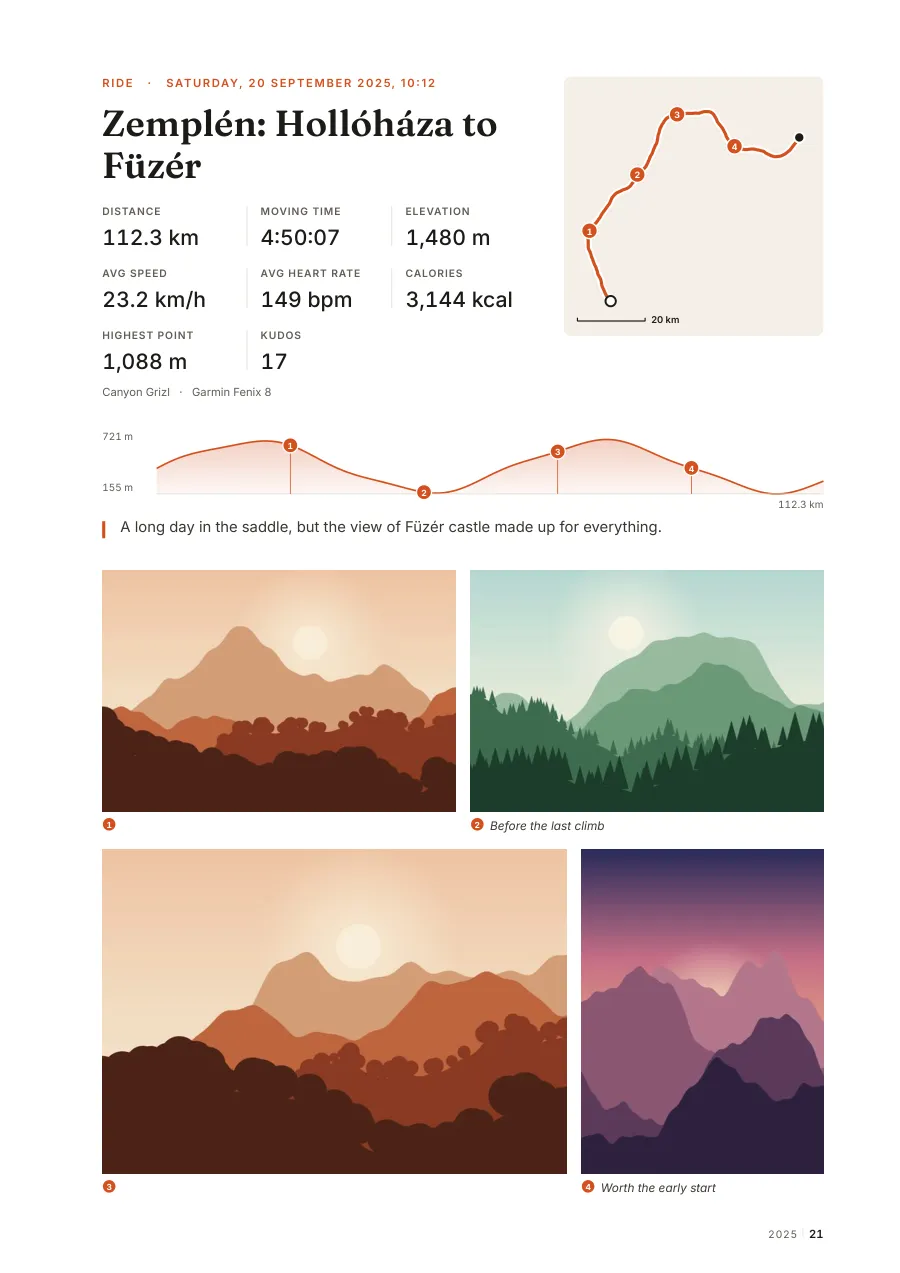 RIDE · SATURDAY, 20 SEPTEMBER 2025, 10:12
Zemplén: Hollóháza to
Füzér
DISTANCE
112.3 km
MOVING TIME
4:50:07
ELEVATION
1,480 m
AVG SPEED
23.2 km/h
AVG HEART RATE
149 bpm
CALORIES
3,144 kcal
HIGHEST POINT
1,088 m
KUDOS
17
Canyon Grizl · Garmin Fenix 8
3
4
2
1
20 km
721 m
155 m
1
2
3
4
112.3 km
A long day in the saddle, but the view of Füzér castle made up for everything.
1
2 Before the last climb
3
4 Worth the early start
2025 21